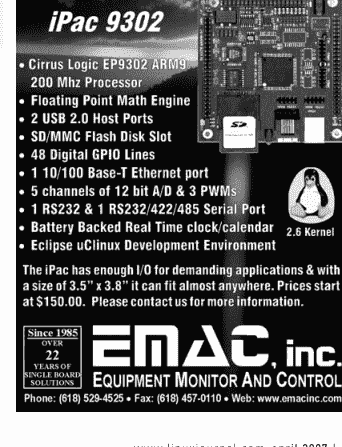 iPac 9302
• Cirrus Logic EP9302 ARM9
200 Mhz Processor
• Floating Point Math Engine
• 2 USB 2.0 Host Ports
• SD/MMC Flash Disk Slot
• 48 Digital GPIO Lines
• 1 10/100 Base-T Ethernet port
• 5 channels of 12 bit A/D & 3 PWMs
• 1 RS232 & 1 RS232/422/485 Serial Port
• Battery Backed Real Time clock/calendar
• Eclipse uClinux Development Environment
SD
2.6 Kernel
The iPac has enough I/O for demanding applications & with
a size of 3.5" x 3.8" it can fit almost anywhere. Prices start
at $150.00. Please contact us for more information.
Since 1985
OVER
22
YEARS OF
SINGLE BOARD
SOLUTIONS
EMAC, inc.
EQUIPMENT MONITOR AND CONTROL
Phone: (618) 529-4525 • Fax: (618) 457-0110 • Web: www.emacinc.com
www.linuxjournal.com april 2007 |